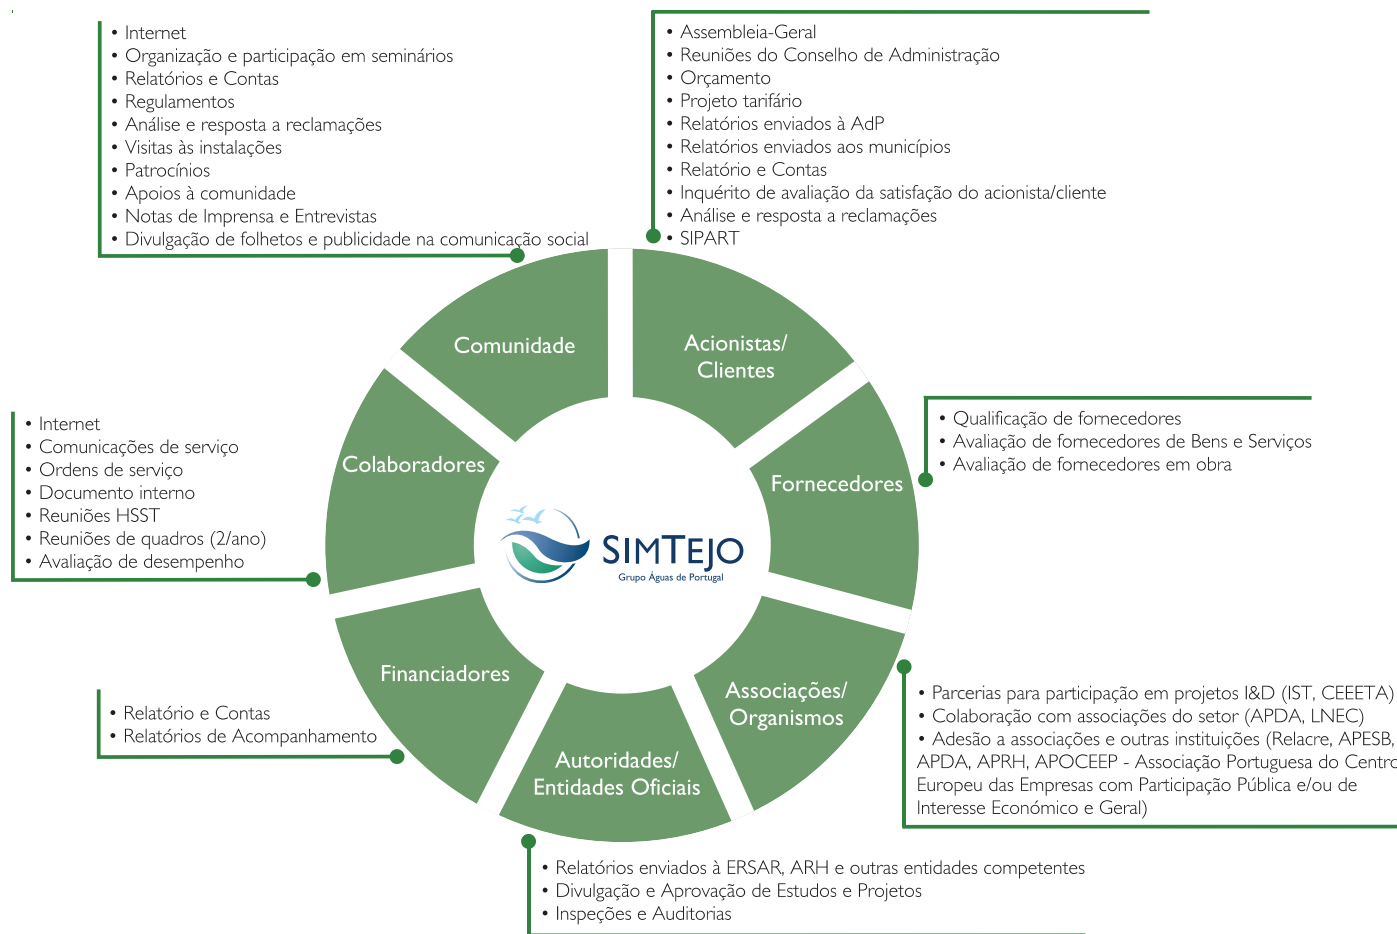 • Internet
• Organização e participação em seminários
• Relatórios e Contas
• Regulamentos
• Análise e resposta a reclamações
• Visitas às instalações
• Patrocínios
• Apoios à comunidade
• Notas de Imprensa e Entrevistas
• Divulgação de folhetos e publicidade na comunicação social
• Assembleia-Geral
• Reuniões do Conselho de Administração
• Orçamento
• Projeto tarifário
• Relatórios enviados à AdP
• Relatórios enviados aos municípios
• Relatório e Contas
• Inquérito de avaliação da satisfação do acionista/cliente
• Análise e resposta a reclamações
• SIPART
Comunidade
Acionistas/
Clientes
Colaboradores
Fornecedores
• Internet
• Comunicações de serviço
• Ordens de serviço
• Documento interno
• Reuniões HSST
• Reuniões de quadros (2/ano)
• Avaliação de desempenho
• Qualificação de fornecedores
• Avaliação de fornecedores de Bens e Serviços
• Avaliação de fornecedores em obra
SIMTEJO
Grupo Águas de Portugal
Financiadores
Associações/
Organismos
Autoridades/
Entidades Oficiais
• Relatório e Contas
• Relatórios de Acompanhamento
• Parcerias para participação em projetos I&D (IST, CEEETA)
• Colaboração com associações do setor (APDA, LNEC)
• Adesão a associações e outras instituições (Relacre, APESB,
APDA, APRH, APOCEEP - Associação Portuguesa do Centro
Europeu das Empresas com Participação Pública e/ou de
Interesse Económico e Geral)
• Relatórios enviados à ERSAR, ARH e outras entidades competentes
• Divulgação e Aprovação de Estudos e Projetos
• Inspeções e Auditorias